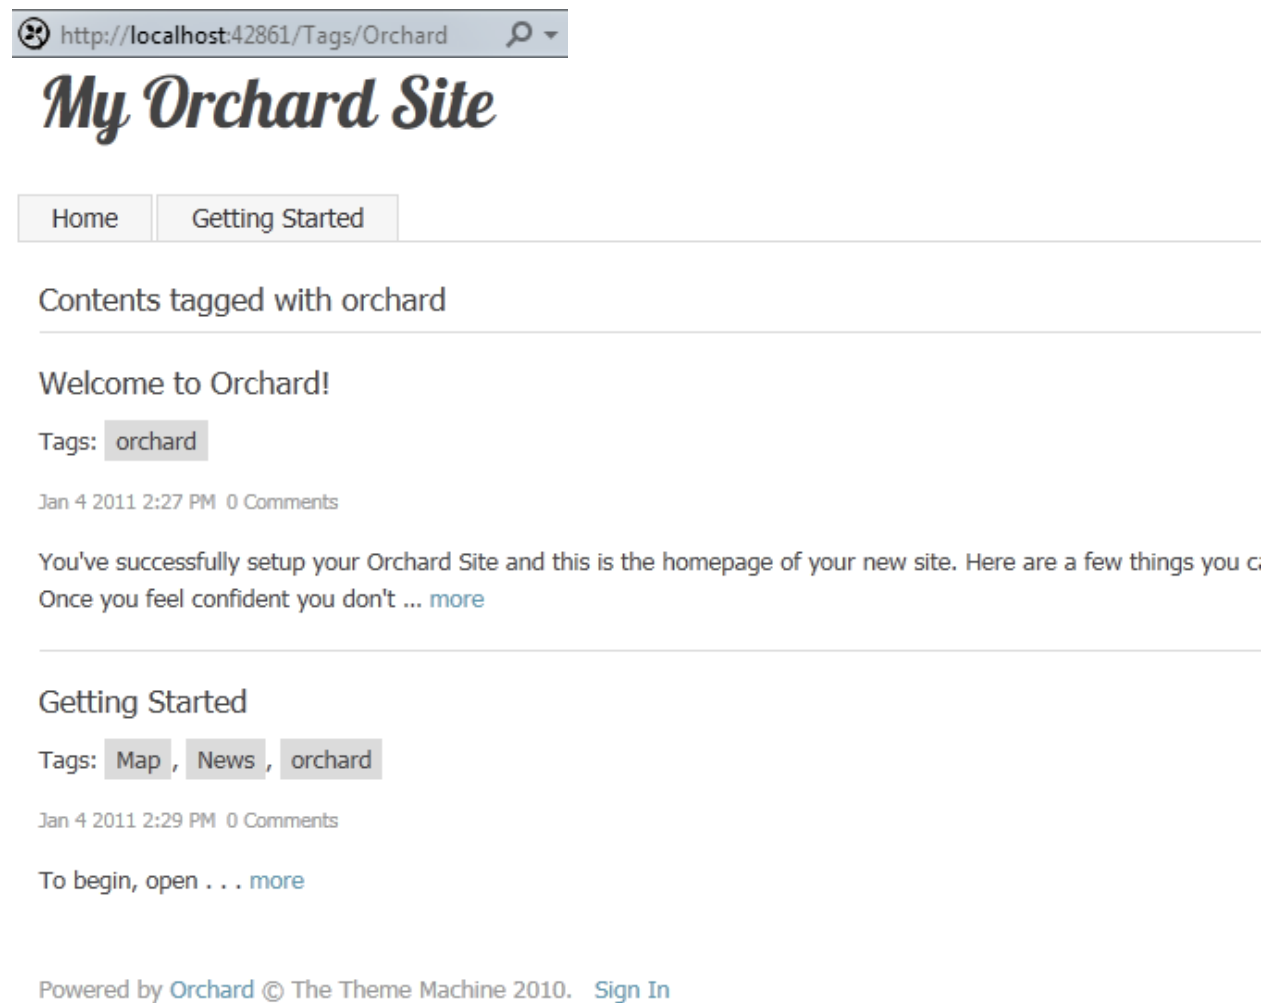 http://localhost:42861/Tags/Orchard
My Orchard Site
Home Getting Started
Contents tagged with orchard
Welcome to Orchard!
Tags: orchard
Jan 4 2011 2:27 PM 0 Comments
You've successfully setup your Orchard Site and this is the homepage of your new site. Here are a few things you
Once you feel confident you don't ... more
Getting Started
Tags: Map , News , orchard
Jan 4 2011 2:29 PM 0 Comments
To begin, open . . . more
Powered by Orchard © The Theme Machine 2010. Sign In